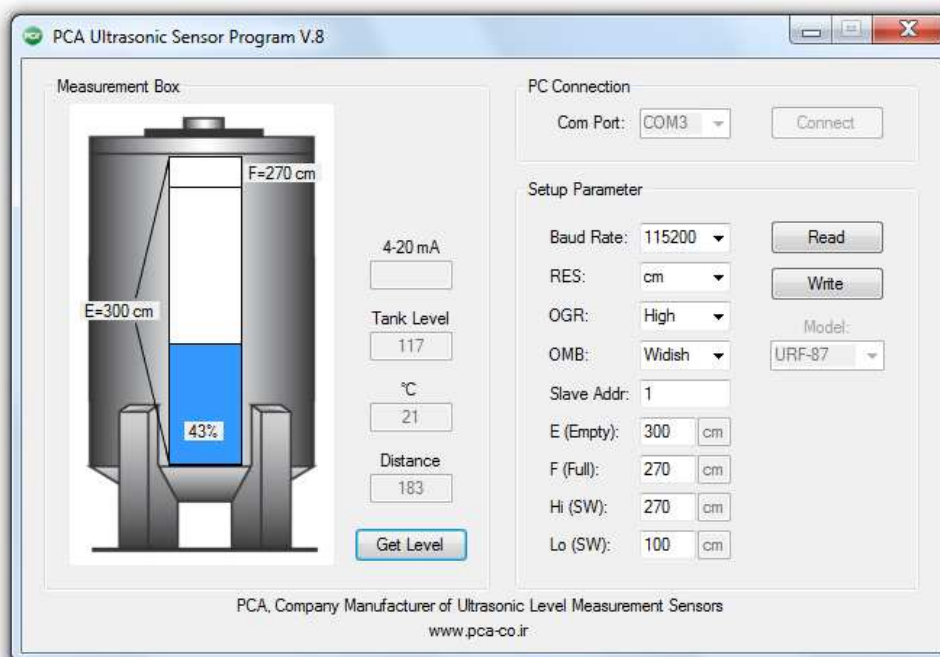 PCA Ultrasonic Sensor Program V.8
Measurement Box
F=270 cm
E=300 cm
43%
4-20 mA
Tank Level
117
°C
21
Distance
183
Get Level
PC Connection
Com Port: COM3 Connect
Setup Parameter
Baud Rate: 115200 Read
RES: cm Write
OGR: High Model:
OMB: Widish URF-87
Slave Addr: 1
E (Empty): 300 cm
F (Full): 270 cm
Hi (SW): 270 cm
Lo (SW): 100 cm
PCA, Company Manufacturer of Ultrasonic Level Measurement Sensors
www.pca-co.ir